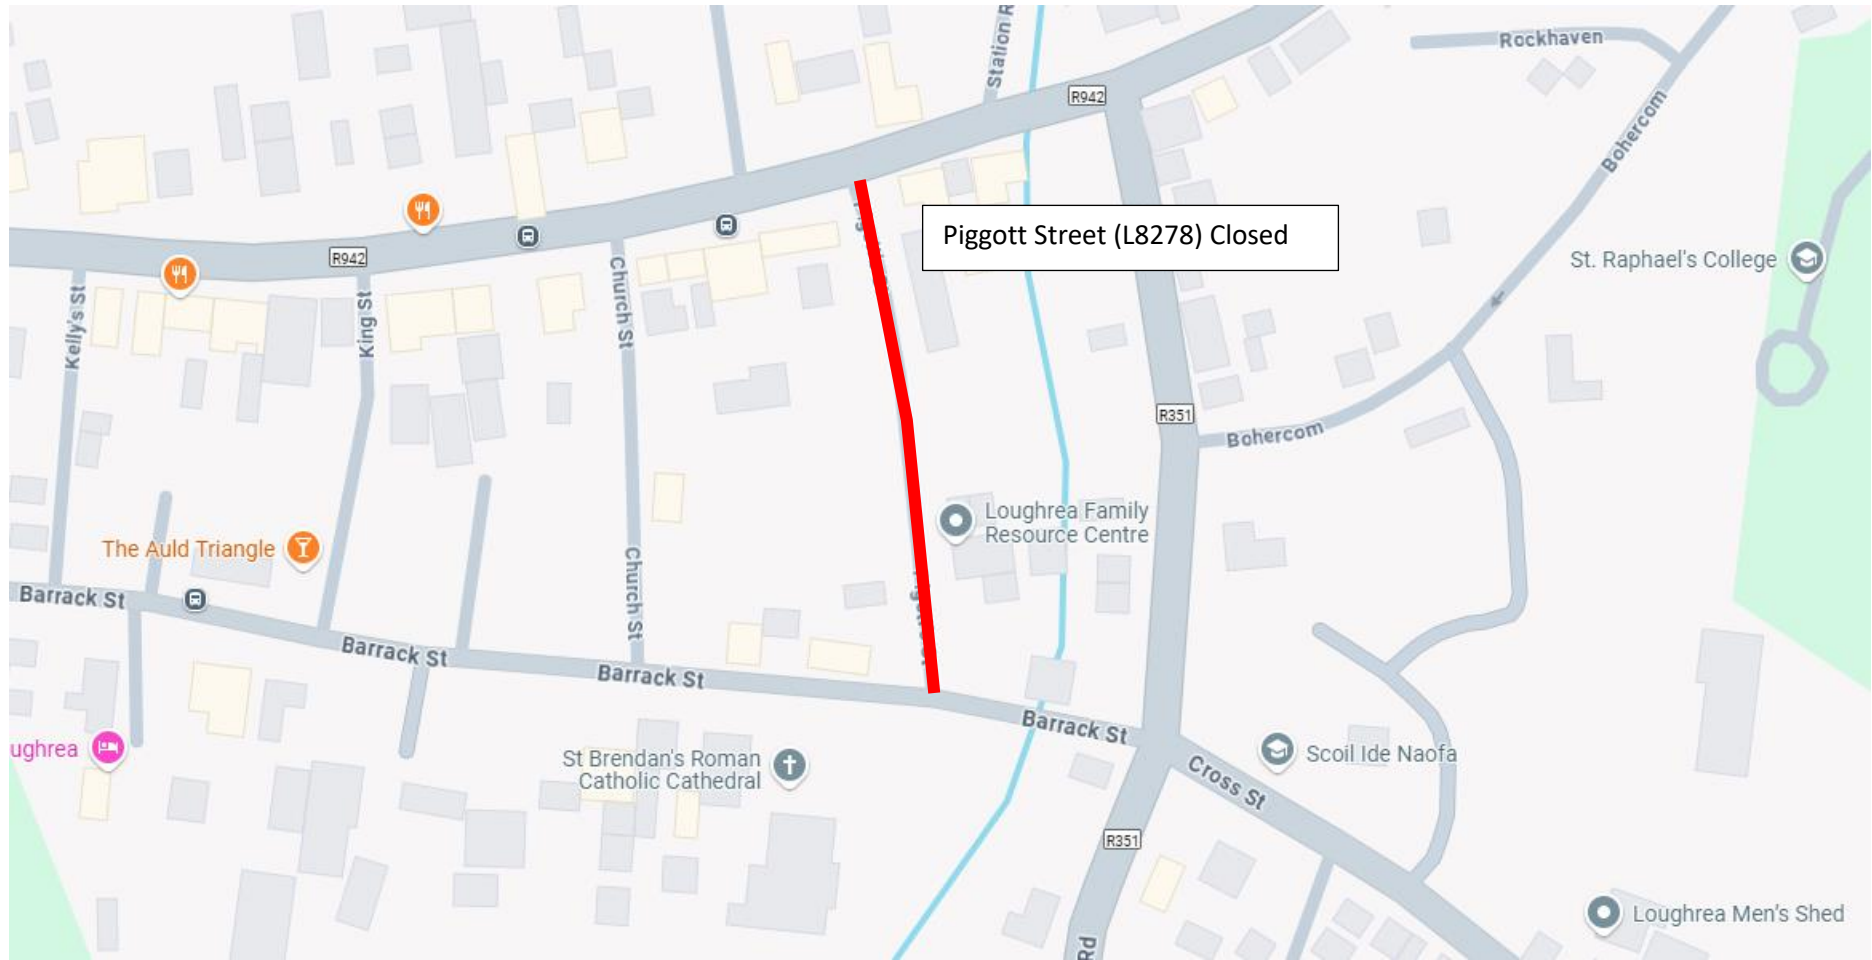 Station R
Rockhaven
R942
Bohercom
Piggott Street (L8278) Closed
St. Raphael's College
R942
Kelly's St
King St
Church St
R351
Bohercom
Loughrea Family
Resource Centre
The Auld Triangle
Church St
Barrack St
Barrack St
Barrack St
Barrack St
ughrea
St Brendan's Roman
Catholic Cathedral
Scoil Ide Naofa
Cross St
R351
Loughrea Men's Shed
Rd